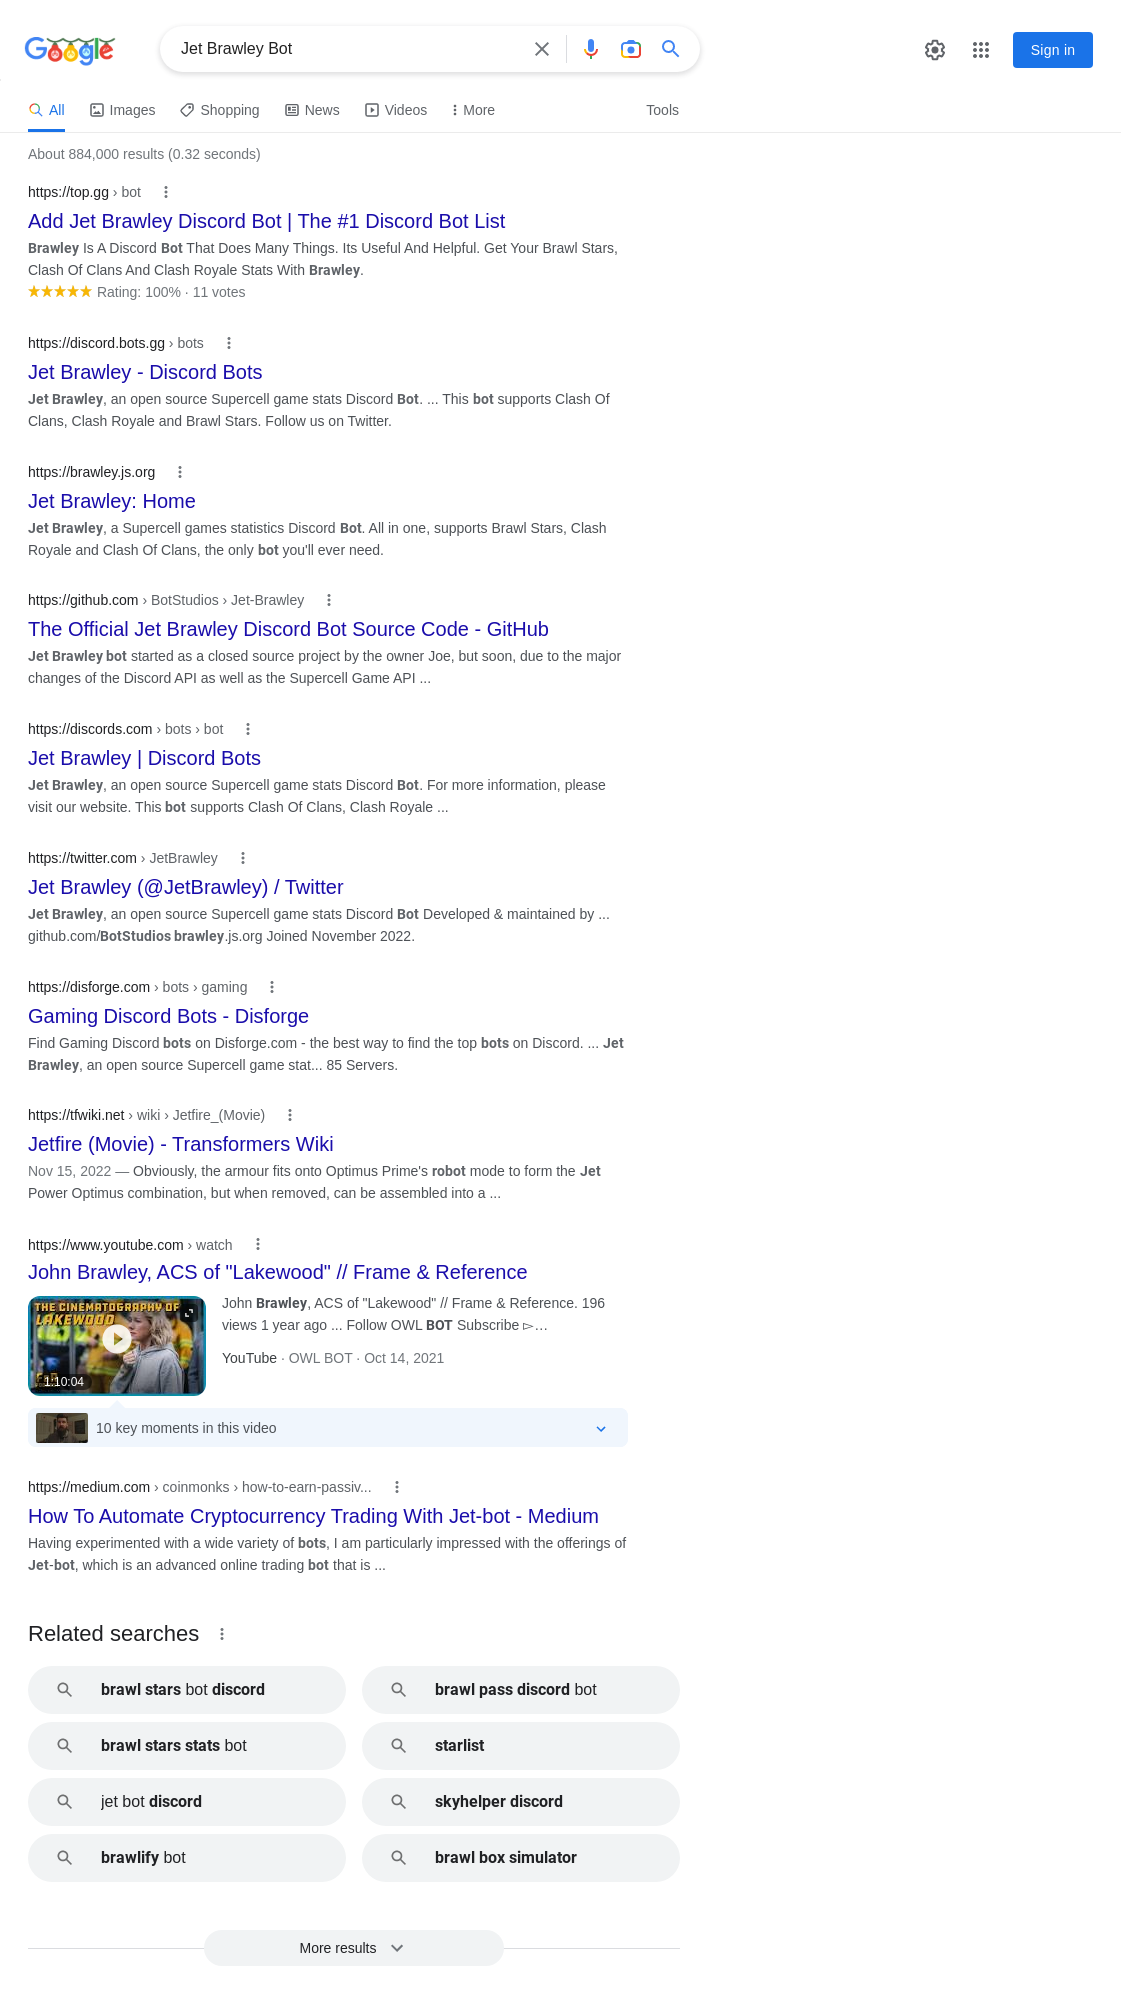 Google
Jet Brawley Bot
Sign in
All
Images
Shopping
News
Videos
More
Tools
About 884,000 results (0.32 seconds)
https://top.gg › bot
Add Jet Brawley Discord Bot | The #1 Discord Bot List
Brawley Is A Discord Bot That Does Many Things. Its Useful And Helpful. Get Your Brawl Stars,
Clash Of Clans And Clash Royale Stats With Brawley.
Rating: 100% · 11 votes
https://discord.bots.gg › bots
Jet Brawley - Discord Bots
Jet Brawley, an open source Supercell game stats Discord Bot. ... This bot supports Clash Of
Clans, Clash Royale and Brawl Stars. Follow us on Twitter.
https://brawley.js.org
Jet Brawley: Home
Jet Brawley, a Supercell games statistics Discord Bot. All in one, supports Brawl Stars, Clash
Royale and Clash Of Clans, the only bot you'll ever need.
https://github.com › BotStudios › Jet-Brawley
The Official Jet Brawley Discord Bot Source Code - GitHub
Jet Brawley bot started as a closed source project by the owner Joe, but soon, due to the major
changes of the Discord API as well as the Supercell Game API ...
https://discords.com › bots › bot
Jet Brawley | Discord Bots
Jet Brawley, an open source Supercell game stats Discord Bot. For more information, please
visit our website. This bot supports Clash Of Clans, Clash Royale ...
https://twitter.com › JetBrawley
Jet Brawley (@JetBrawley) / Twitter
Jet Brawley, an open source Supercell game stats Discord Bot Developed & maintained by ...
github.com/BotStudios brawley.js.org Joined November 2022.
https://disforge.com › bots › gaming
Gaming Discord Bots - Disforge
Find Gaming Discord bots on Disforge.com - the best way to find the top bots on Discord. ... Jet
Brawley, an open source Supercell game stat... 85 Servers.
https://tfwiki.net › wiki › Jetfire_(Movie)
Jetfire (Movie) - Transformers Wiki
Nov 15, 2022 — Obviously, the armour fits onto Optimus Prime's robot mode to form the Jet
Power Optimus combination, but when removed, can be assembled into a ...
https://www.youtube.com › watch
John Brawley, ACS of "Lakewood" // Frame & Reference
THE CINEMATOGRAPHY OF
LAKEWOOD
1:10:04
John Brawley, ACS of "Lakewood" // Frame & Reference. 196
views 1 year ago ... Follow OWL BOT Subscribe ▻…
YouTube · OWL BOT · Oct 14, 2021
10 key moments in this video
https://medium.com › coinmonks › how-to-earn-passiv...
How To Automate Cryptocurrency Trading With Jet-bot - Medium
Having experimented with a wide variety of bots, I am particularly impressed with the offerings of
Jet-bot, which is an advanced online trading bot that is ...
Related searches
brawl stars bot discord
brawl pass discord bot
brawl stars stats bot
starlist
jet bot discord
skyhelper discord
brawlify bot
brawl box simulator
More results